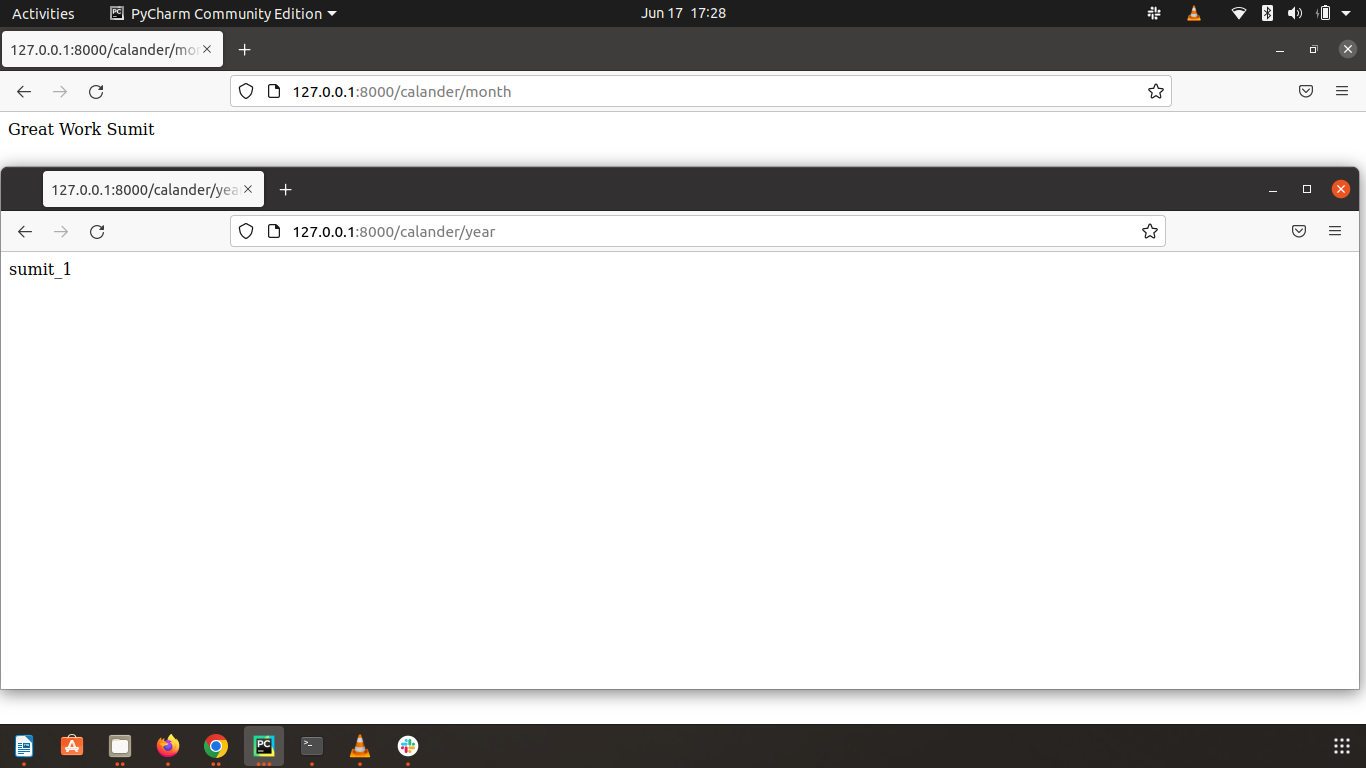 Activities PyCharm Community Edition Jun 17 17:28
127.0.0.1:8000/calander/mon
127.0.0.1:8000/calander/month
Great Work Sumit
127.0.0.1:8000/calander/yea
127.0.0.1:8000/calander/year
sumit_1